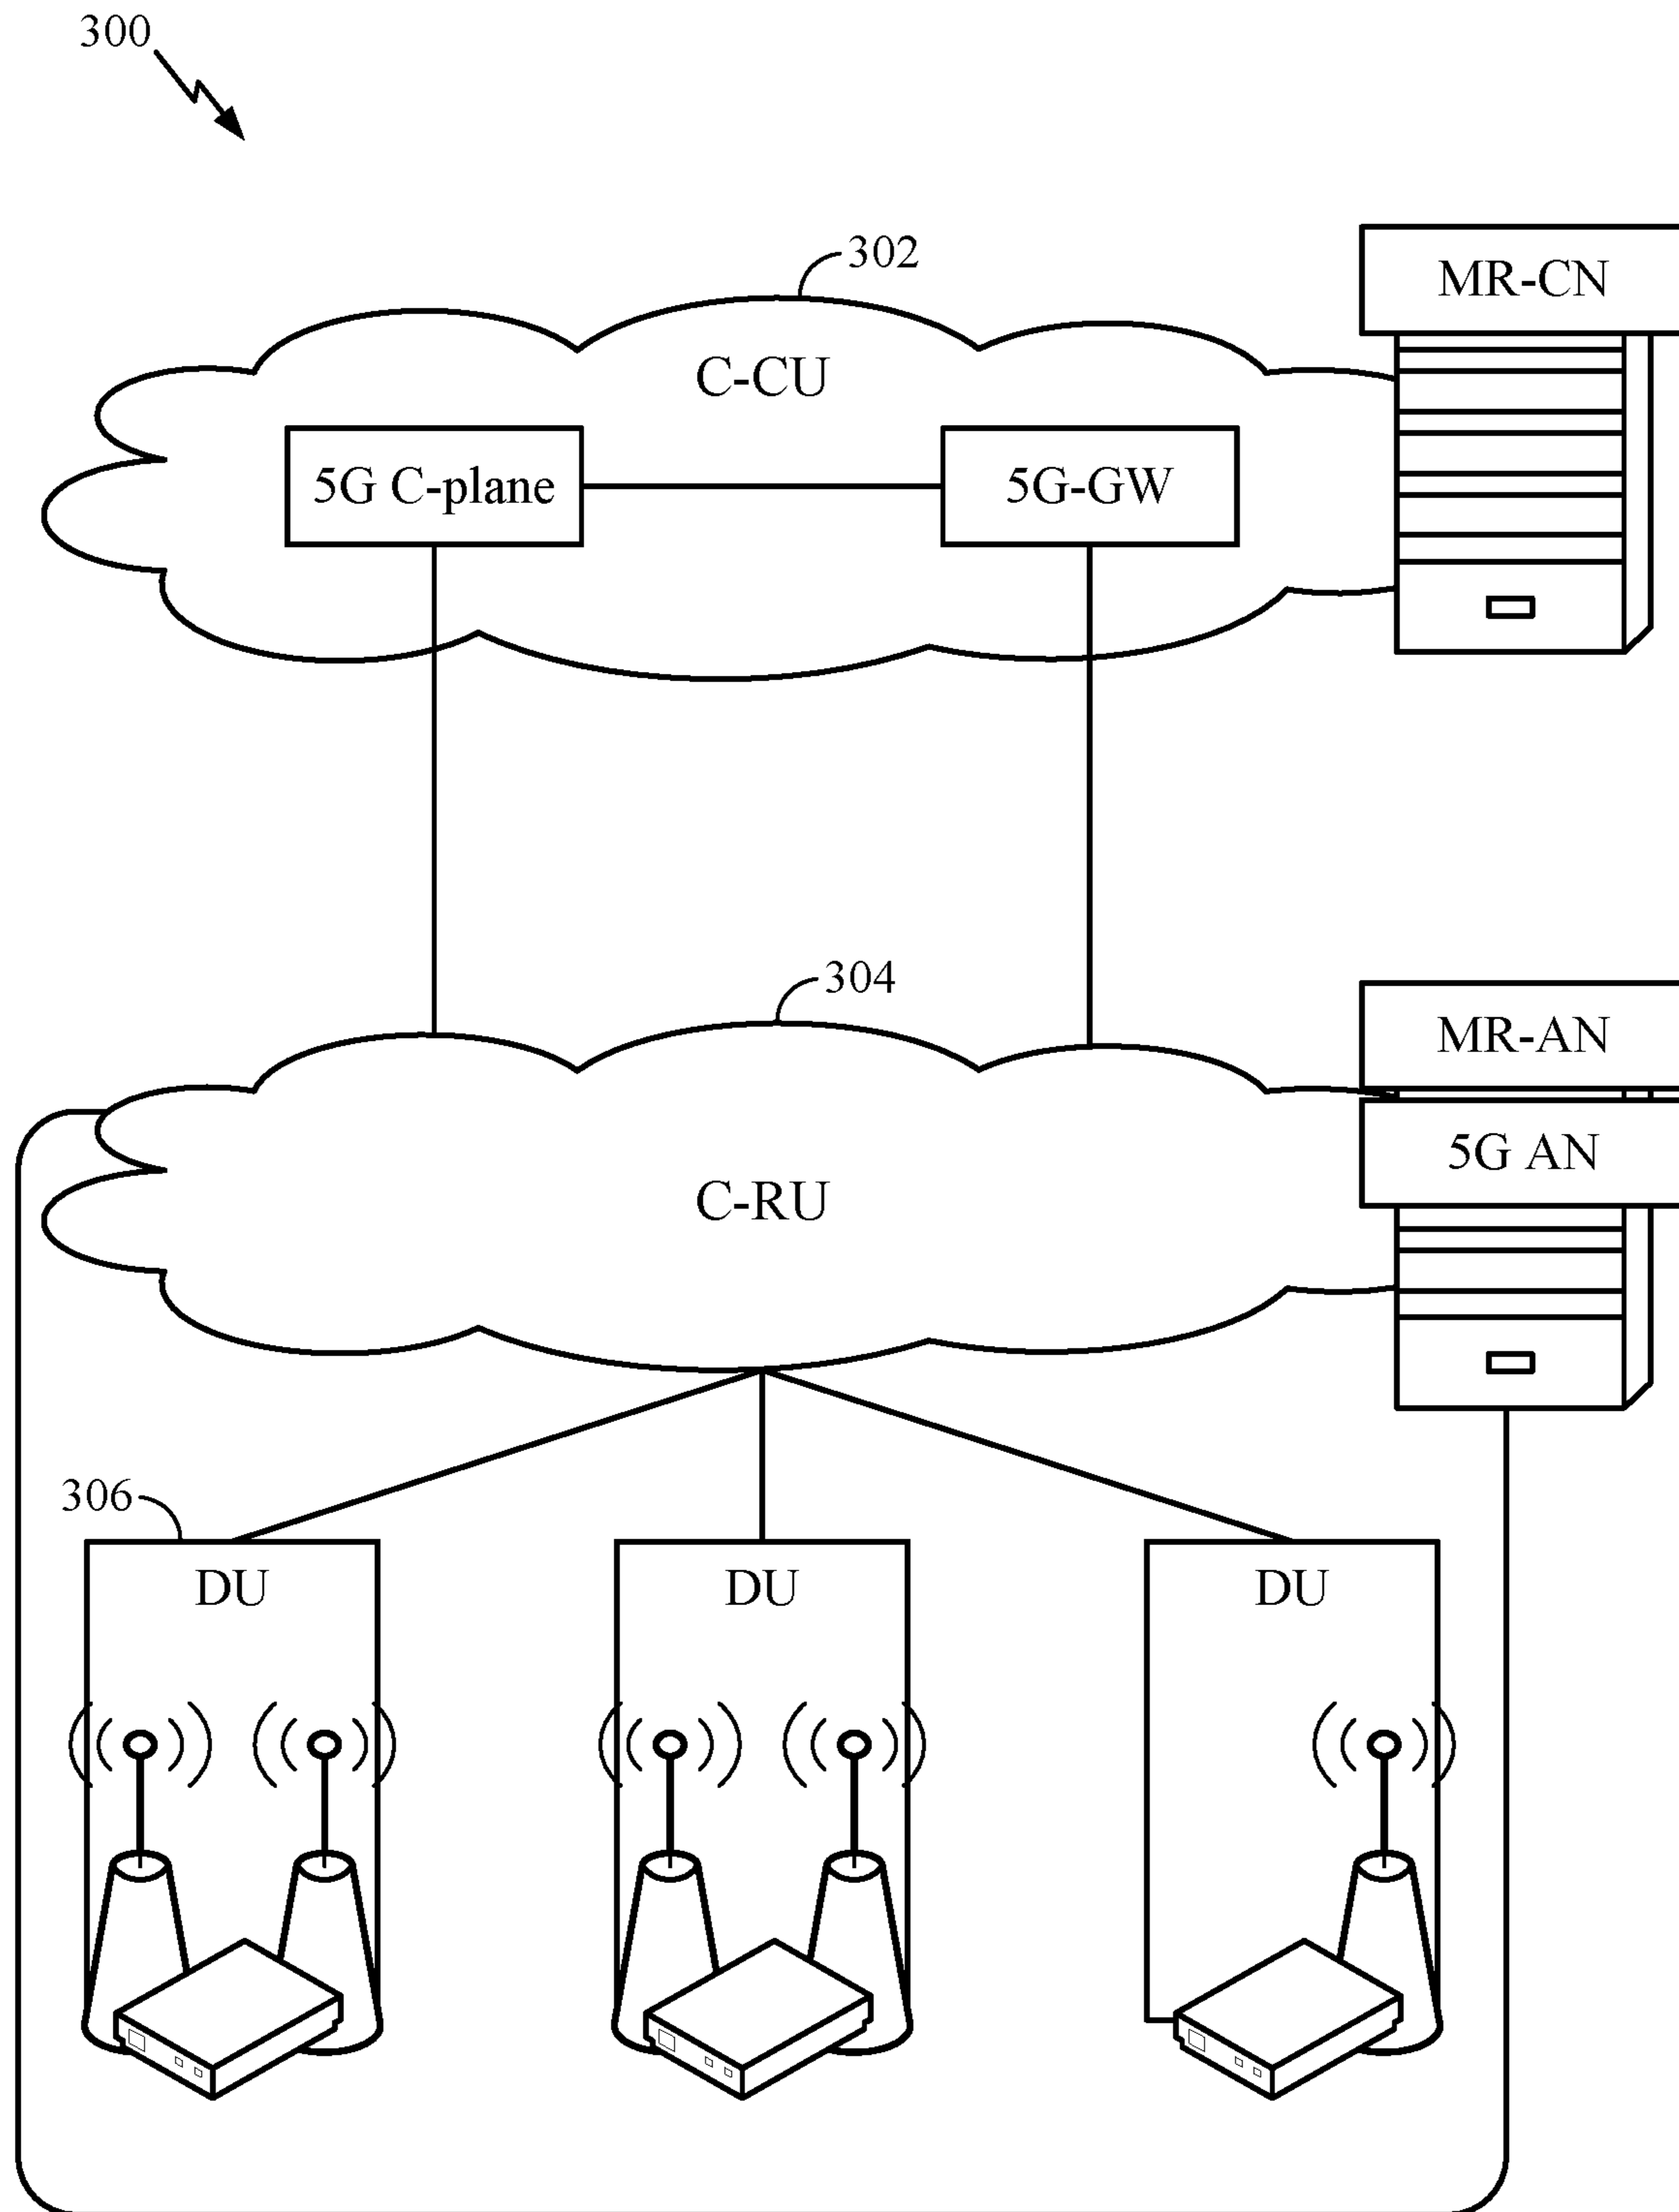 300
302
MR-CN
C-CU
5G C-plane
5G-GW
304
MR-AN
5G AN
C-RU
306
DU
DU
DU